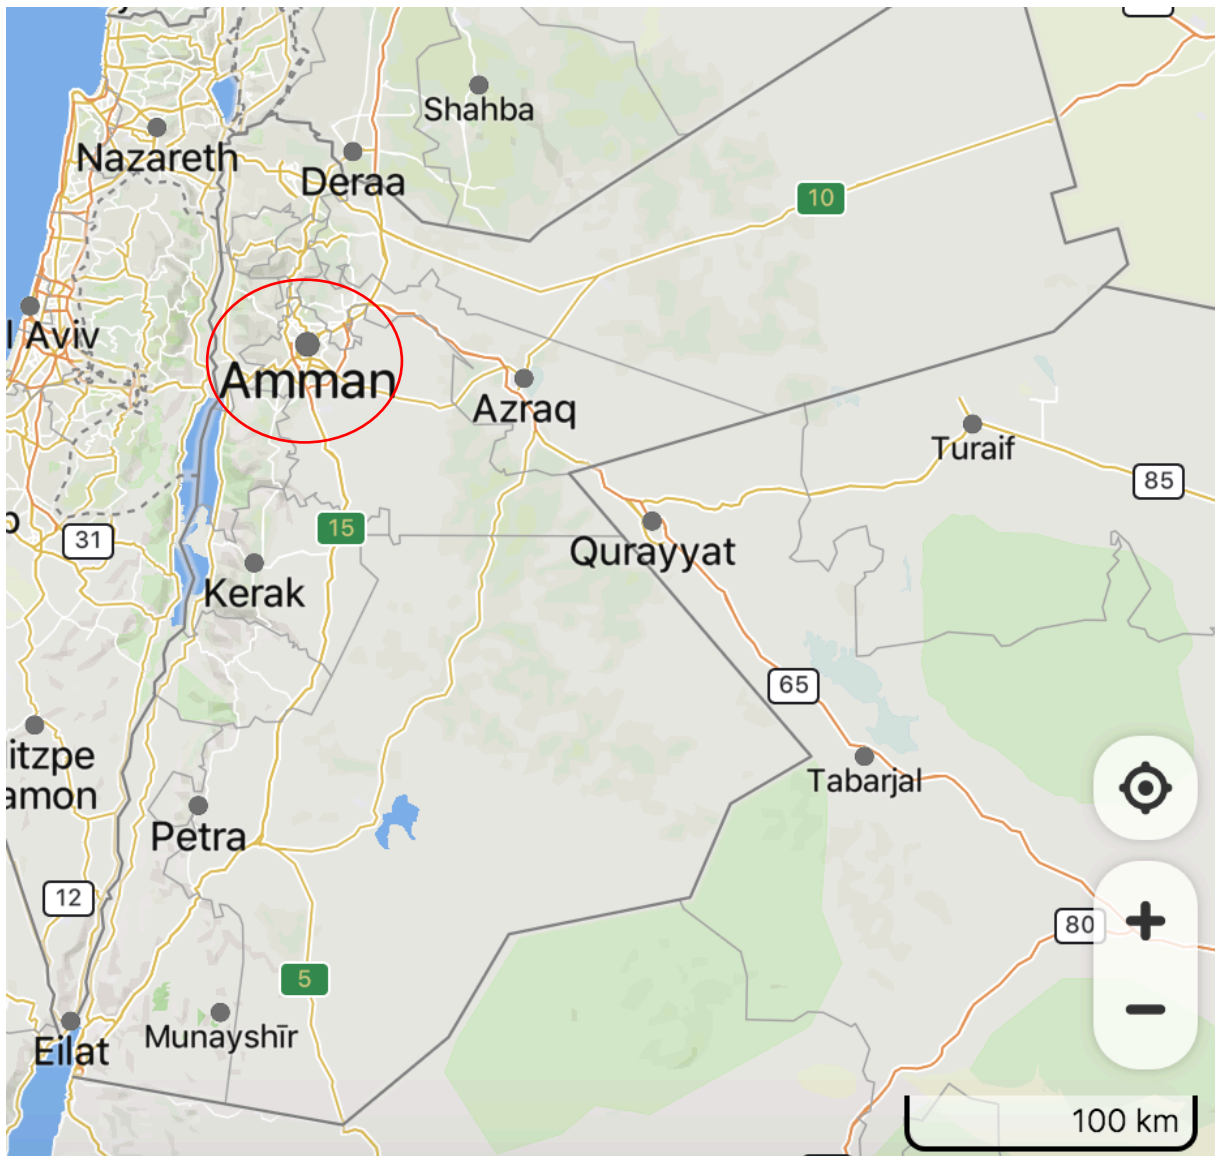 Shahba
Nazareth
Deraa
10
l Aviv
Amman
Azraq
Turaif
85
15
31
Qurayyat
Kerak
65
itzpe
amon
Tabarjal
Petra
12
80
5
Munayshīr
Eilat
100 km